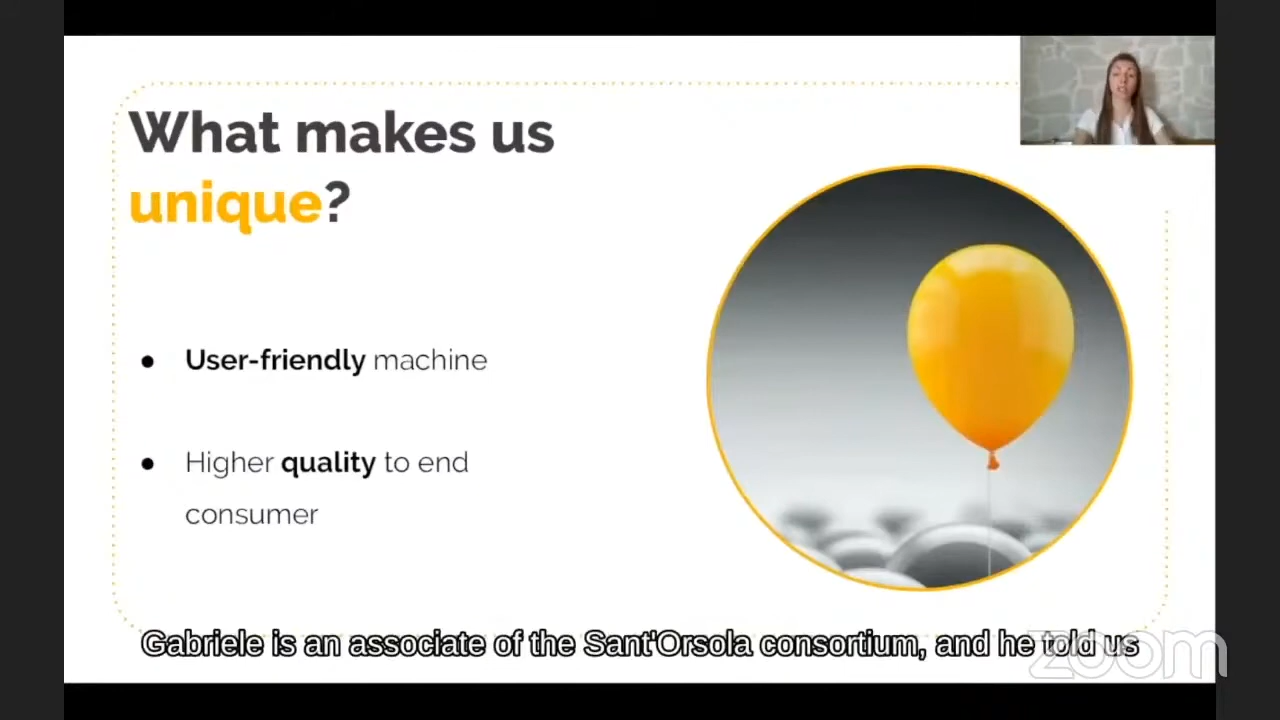 What makes us
unique?
● User-friendly machine
● Higher quality to end
consumer
Gabriele is an associate of the Sant'Orsola consortium, and he told us
zoom